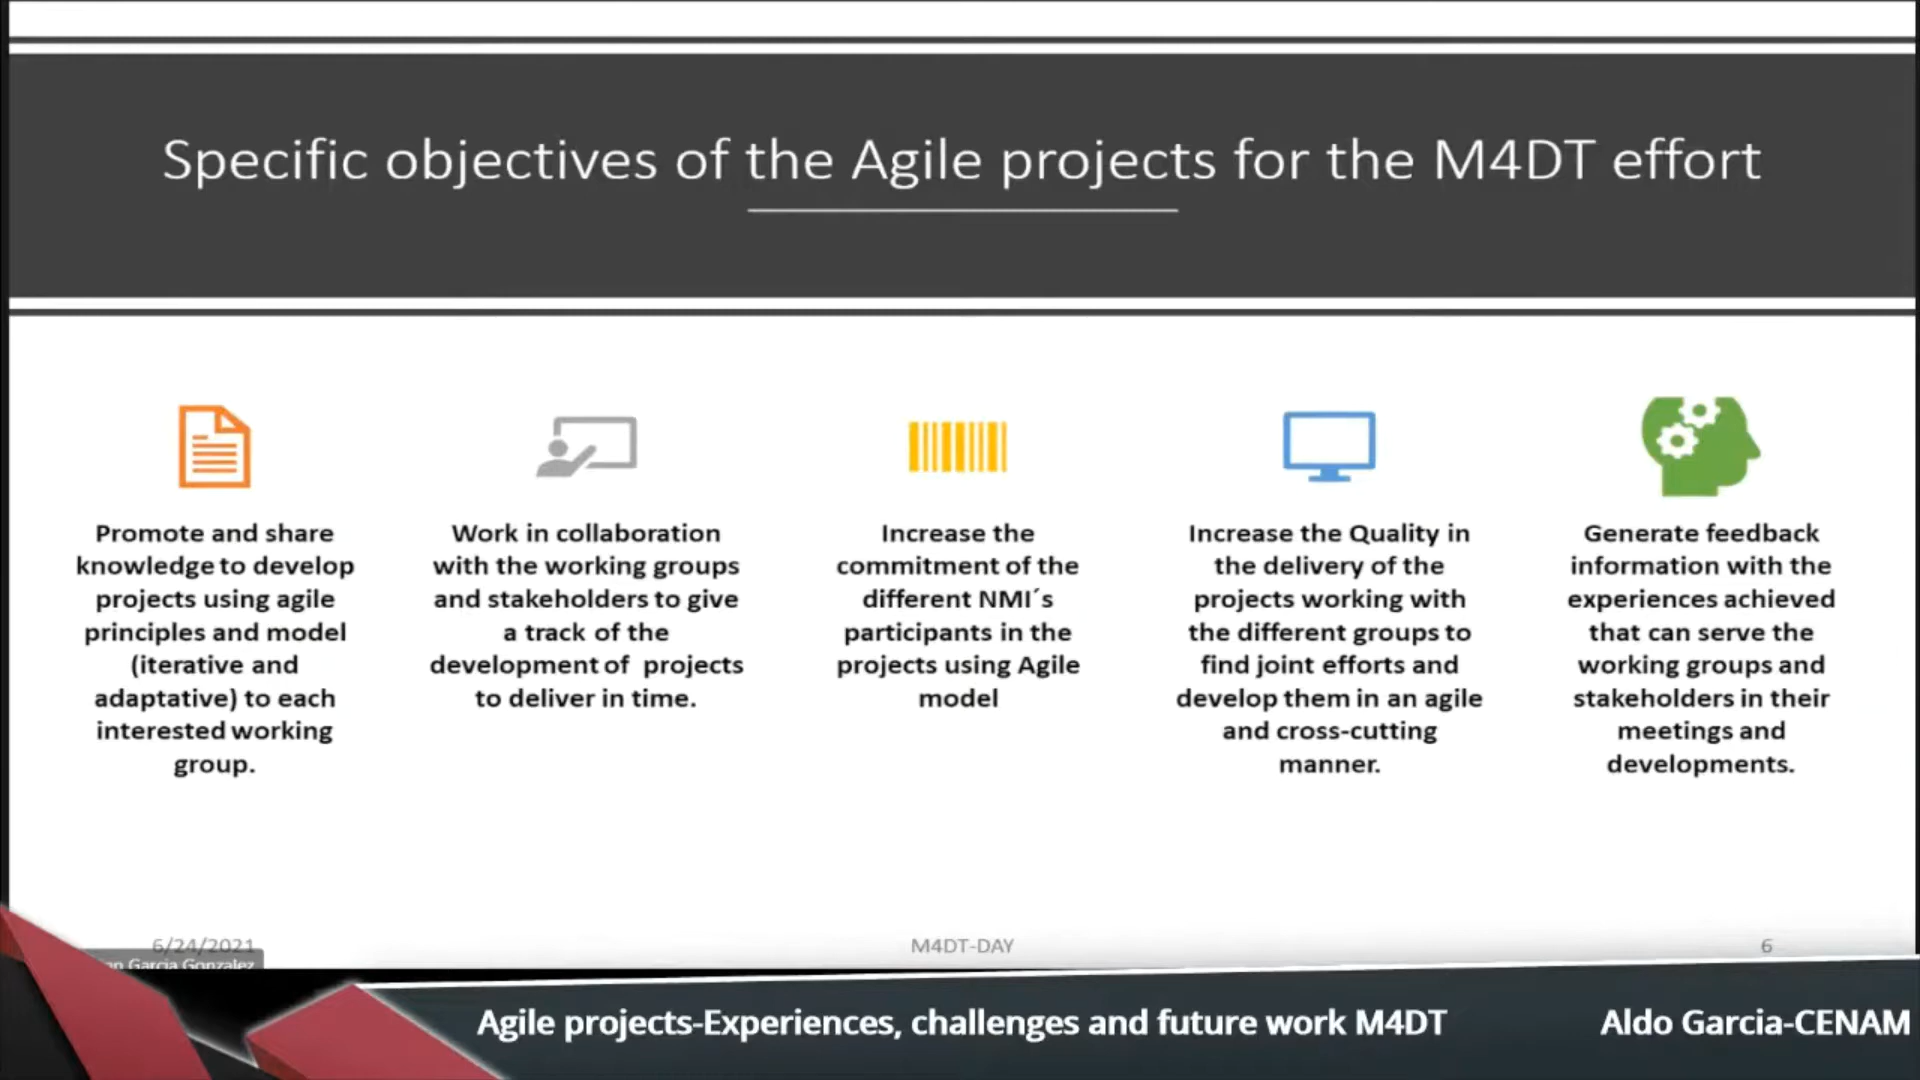 Specific objectives of the Agile projects for the M4DT effort
Promote and share
knowledge to develop
projects using agile
principles and model
(iterative and
adaptative) to each
interested working
group.
Work in collaboration
with the working groups
and stakeholders to give
a track of the
development of projects
to deliver in time.
Increase the
commitment of the
different NMI´s
participants in the
projects using Agile
model
Increase the Quality in
the delivery of the
projects working with
the different groups to
find joint efforts and
develop them in an agile
and cross-cutting
manner.
Generate feedback
information with the
experiences achieved
that can serve the
working groups and
stakeholders in their
meetings and
developments.
6/24/2021
M4DT-DAY
6
Garcia Gonzalez
Agile projects-Experiences, challenges and future work M4DT
Aldo Garcia-CENAM